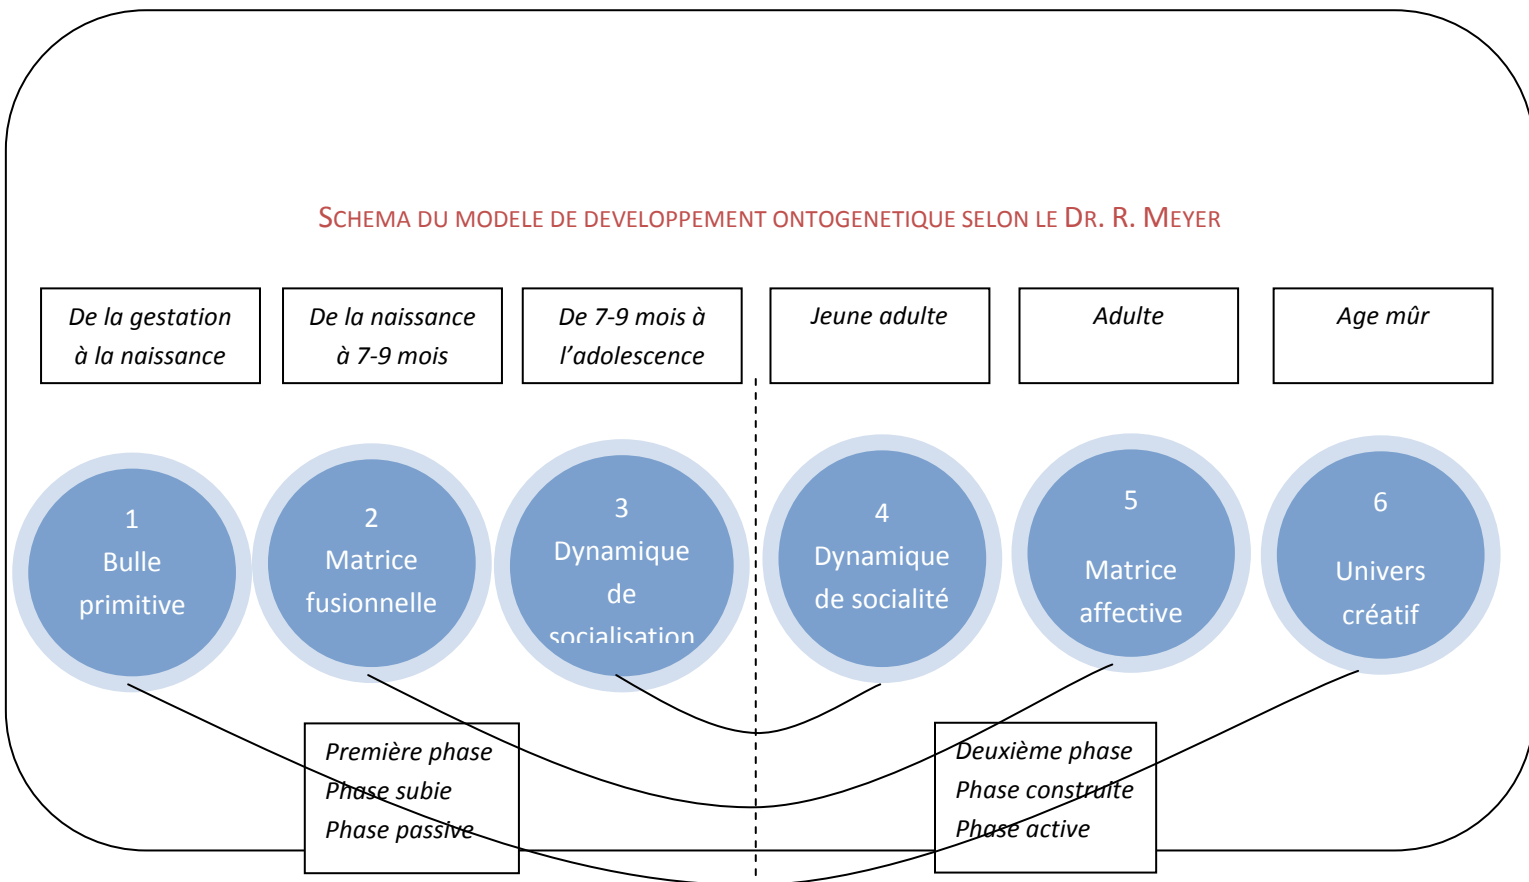 SCHEMA DU MODELE DE DEVELOPPEMENT ONTOGENETIQUE SELON LE DR. R. MEYER
De la gestation
à la naissance
De la naissance
à 7-9 mois
De 7-9 mois à
l’adolescence
Jeune adulte
Adulte
Age mûr
1
Bulle
primitive
2
Matrice
fusionnelle
3
Dynamique
de
socialisation
4
Dynamique
de socialité
5
Matrice
affective
6
Univers
créatif
Première phase
Phase subie
Phase passive
Deuxième phase
Phase construite
Phase active